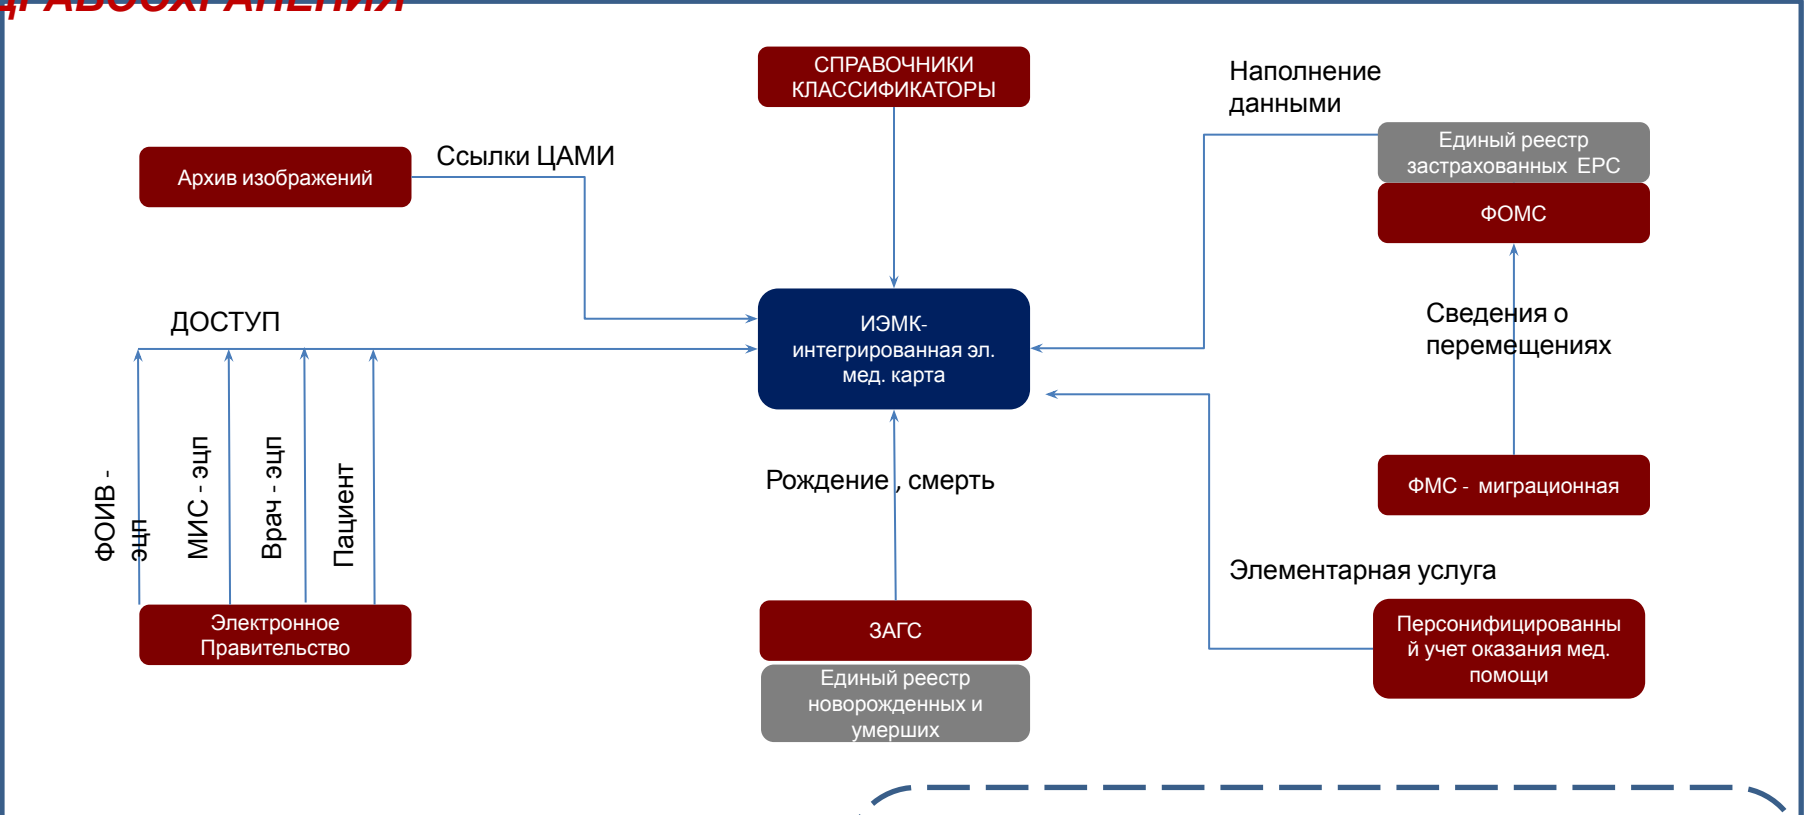 СПРАВОЧНИКИ
КЛАССИФИКАТОРЫ
Наполнение
данными
Единый реестр
застрахованных ЕРС
ФОМС
Ссылки ЦАМИ
Архив изображений
ДОСТУП
ИЭМК-
интегрированная эл.
мед. карта
Сведения о
перемещениях
ФОИВ -
эцп
МИС - эцп
Врач - эцп
Пациент
Рождение , смерть
ФМС - миграционная
Элементарная услуга
Электронное
Правительство
ЗАГС
Единый реестр
новорожденных и
умерших
Персонифицированны
й учет оказания мед.
помощи